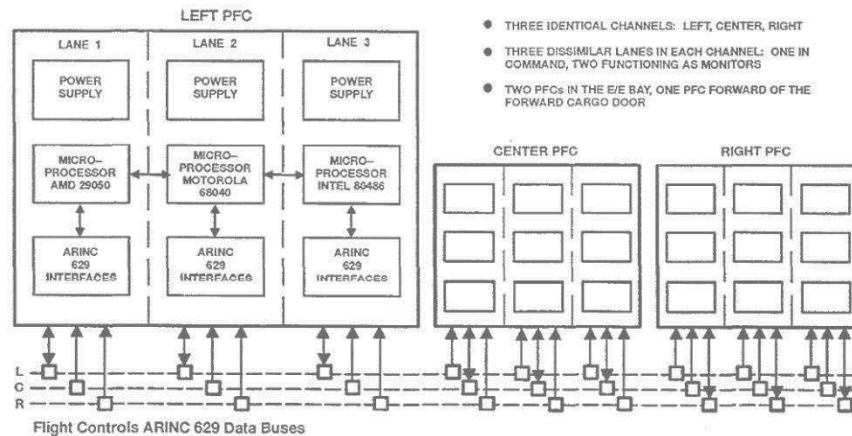 LEFT PFC
LANE 1
LANE 2
LANE 3
POWER
SUPPLY
POWER
SUPPLY
POWER
SUPPLY
MICRO–
PROCESSOR
AMD 29050
MICRO–
PROCESSOR
MOTOROLA
68040
MICRO–
PROCESSOR
INTEL 80486
ARINC
629
INTERFACES
ARINC
629
INTERFACES
ARINC
629
INTERFACES
● THREE IDENTICAL CHANNELS: LEFT, CENTER, RIGHT
● THREE DISSIMILAR LANES IN EACH CHANNEL: ONE IN
COMMAND, TWO FUNCTIONING AS MONITORS
● TWO PFCs IN THE E/E BAY, ONE PFC FORWARD OF THE
FORWARD CARGO DOOR
CENTER PFC
RIGHT PFC
L
C
R
Flight Controls ARINC 629 Data Buses